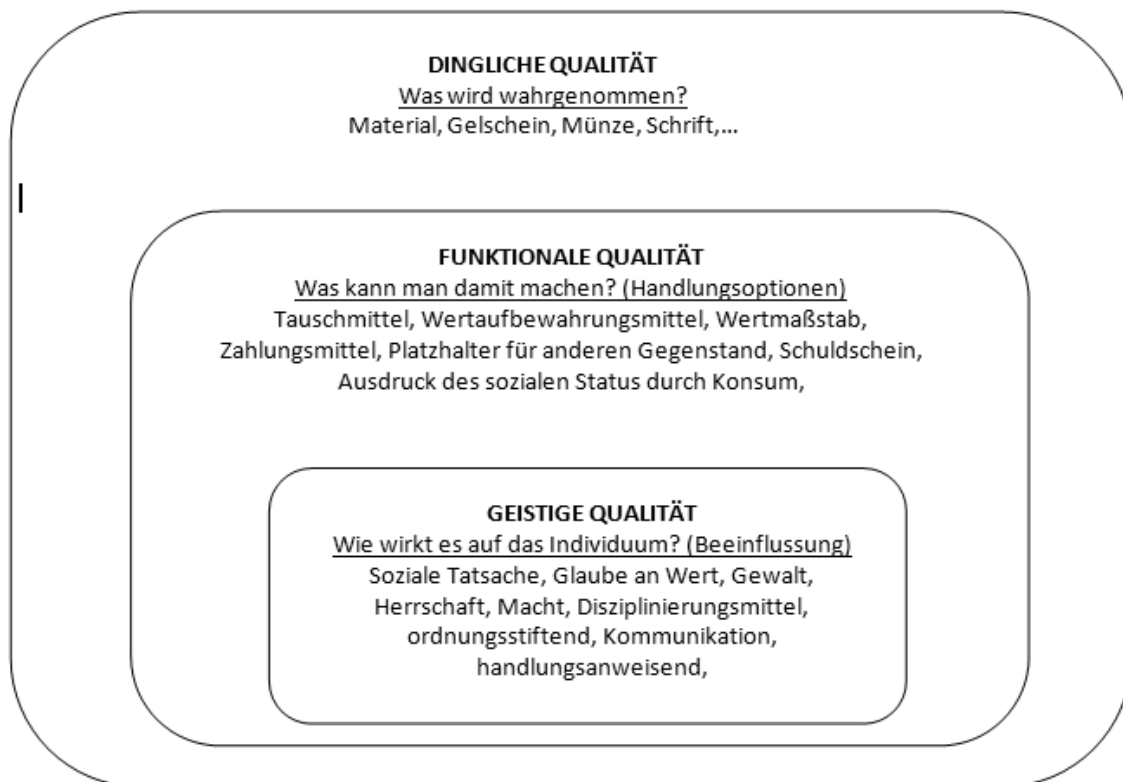 DINGLICHE QUALITÄT
Was wird wahrgenommen?
Material, Gelschein, Münze, Schrift,...
FUNKTIONALE QUALITÄT
Was kann man damit machen? (Handlungsoptionen)
Tauschmittel, Wertaufbewahrungsmittel, Wertmaßstab,
Zahlungsmittel, Platzhalter für anderen Gegenstand, Schuldschein,
Ausdruck des sozialen Status durch Konsum,
GEISTIGE QUALITÄT
Wie wirkt es auf das Individuum? (Beeinflussung)
Soziale Tatsache, Glaube an Wert, Gewalt,
Herrschaft, Macht, Disziplinierungsmittel,
ordnungsstiftend, Kommunikation,
handlungsanweisend,